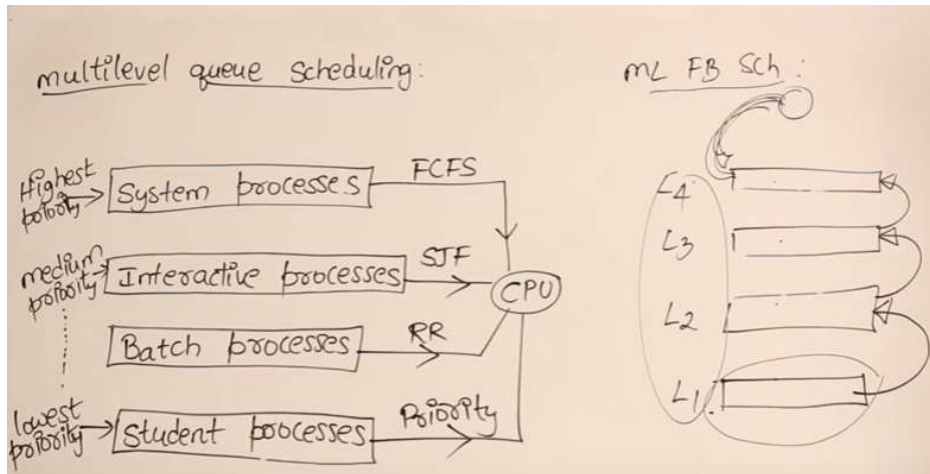 multilevel queue Scheduling:
Highest priority
System processes
FCFS
medium priority
Interactive processes
SJF
CPU
Batch processes
RR
lowest priority
Student processes
Priority
ML FB Sch :
L4
L3
L2
L1